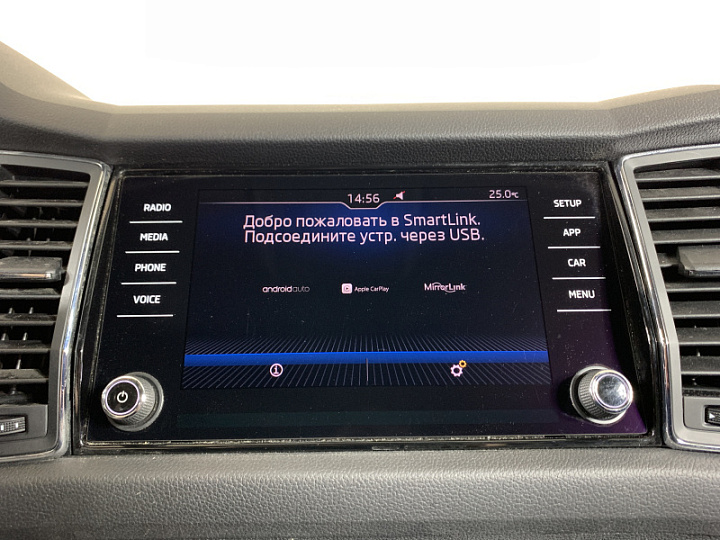 RADIO
MEDIA
PHONE
VOICE
14:56
25.0°C
Добро пожаловать в SmartLink.
Подсоедините устр. через USB.
androidauto
Apple CarPlay
MirrorLink
SETUP
APP
CAR
MENU